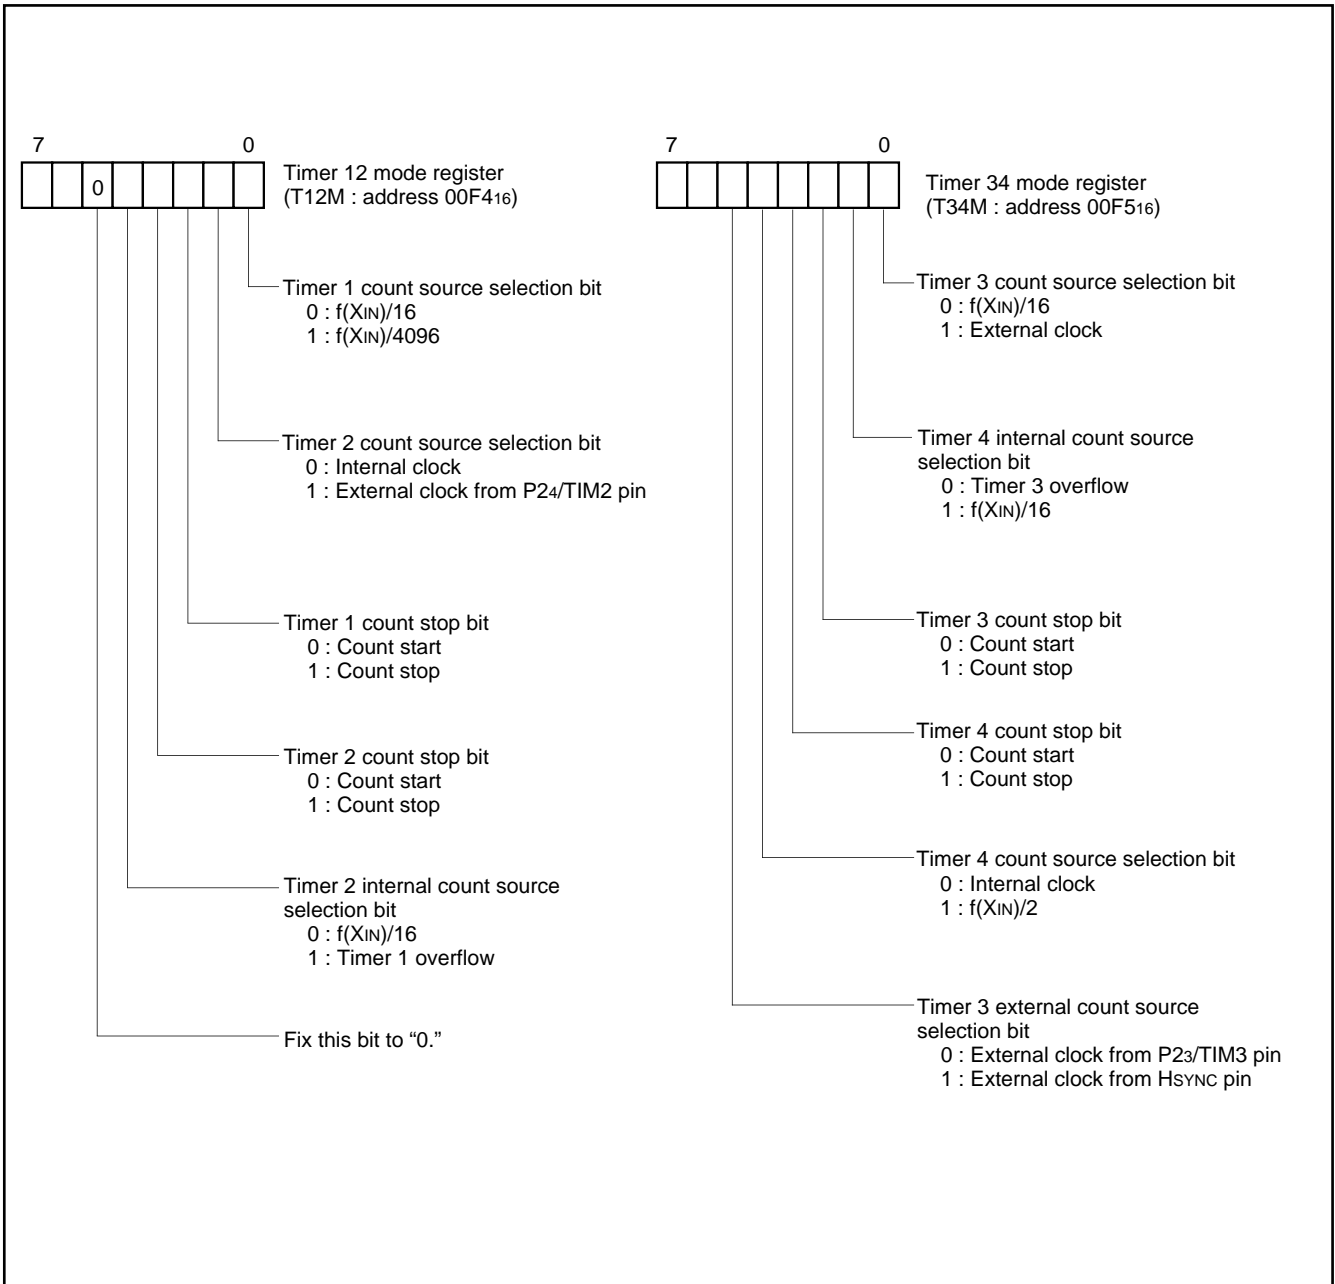 7 0
0
Timer 12 mode register
(T12M : address 00F416)
Timer 1 count source selection bit
0 : f(XIN)/16
1 : f(XIN)/4096
Timer 2 count source selection bit
0 : Internal clock
1 : External clock from P24/TIM2 pin
Timer 1 count stop bit
0 : Count start
1 : Count stop
Timer 2 count stop bit
0 : Count start
1 : Count stop
Timer 2 internal count source
selection bit
0 : f(XIN)/16
1 : Timer 1 overflow
Fix this bit to “0.”
7 0
Timer 34 mode register
(T34M : address 00F516)
Timer 3 count source selection bit
0 : f(XIN)/16
1 : External clock
Timer 4 internal count source
selection bit
0 : Timer 3 overflow
1 : f(XIN)/16
Timer 3 count stop bit
0 : Count start
1 : Count stop
Timer 4 count stop bit
0 : Count start
1 : Count stop
Timer 4 count source selection bit
0 : Internal clock
1 : f(XIN)/2
Timer 3 external count source
selection bit
0 : External clock from P23/TIM3 pin
1 : External clock from HSYNC pin